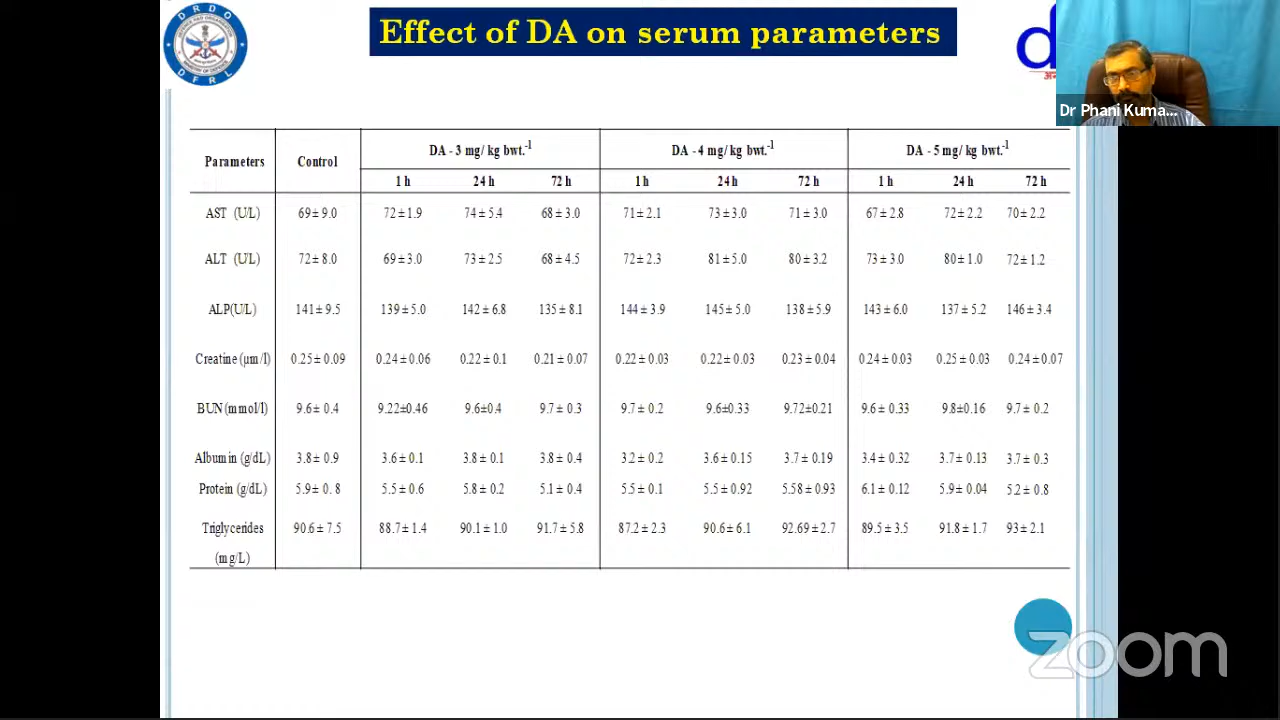 Effect of DA on serum parameters
DRDO
MINISTRY OF DEFENCE
DFRL
d
Dr Phani Kuma...
Parameters Control DA - 3 mg/ kg bwt.-1 DA - 4 mg/ kg bwt.-1 DA - 5 mg/ kg bwt.-1
1 h 24 h 72 h 1 h 24 h 72 h 1 h 24 h 72 h
AST (U/L) 69± 9.0 72 ± 1.9 74 ± 5.4 68 ± 3.0 71 ± 2.1 73 ± 3.0 71 ± 3.0 67 ± 2.8 72 ± 2.2 70 ± 2.2
ALT (U/L) 72± 8.0 69 ± 3.0 73 ± 2.5 68 ± 4.5 72 ± 2.3 81 ± 5.0 80 ± 3.2 73 ± 3.0 80 ± 1.0 72 ± 1.2
ALP(U/L) 141± 9.5 139 ± 5.0 142 ± 6.8 135 ± 8.1 144 ± 3.9 145 ± 5.0 138 ± 5.9 143 ± 6.0 137 ± 5.2 146 ± 3.4
Creatine (µm/l) 0.25± 0.09 0.24 ± 0.06 0.22 ± 0.1 0.21 ± 0.07 0.22 ± 0.03 0.22 ± 0.03 0.23 ± 0.04 0.24 ± 0.03 0.25 ± 0.03 0.24 ± 0.07
BUN (mmol/l) 9.6± 0.4 9.22±0.46 9.6±0.4 9.7± 0.3 9.7 ± 0.2 9.6±0.33 9.72±0.21 9.6 ± 0.33 9.8±0.16 9.7 ± 0.2
Albumin (g/dL) 3.8± 0.9 3.6 ± 0.1 3.8 ± 0.1 3.8 ± 0.4 3.2 ± 0.2 3.6 ± 0.15 3.7 ± 0.19 3.4 ± 0.32 3.7 ± 0.13 3.7 ± 0.3
Protein (g/dL) 5.9± 0. 8 5.5 ± 0.6 5.8 ± 0.2 5.1 ± 0.4 5.5 ± 0.1 5.5 ± 0.92 5.58 ± 0.93 6.1 ± 0.12 5.9 ± 0.04 5.2 ± 0.8
Triglycerides 90.6 ± 7.5 88.7 ± 1.4 90.1 ± 1.0 91.7 ± 5.8 87.2 ± 2.3 90.6 ± 6.1 92.69 ± 2.7 89.5 ± 3.5 91.8 ± 1.7 93 ± 2.1
(mg/L)
zoom